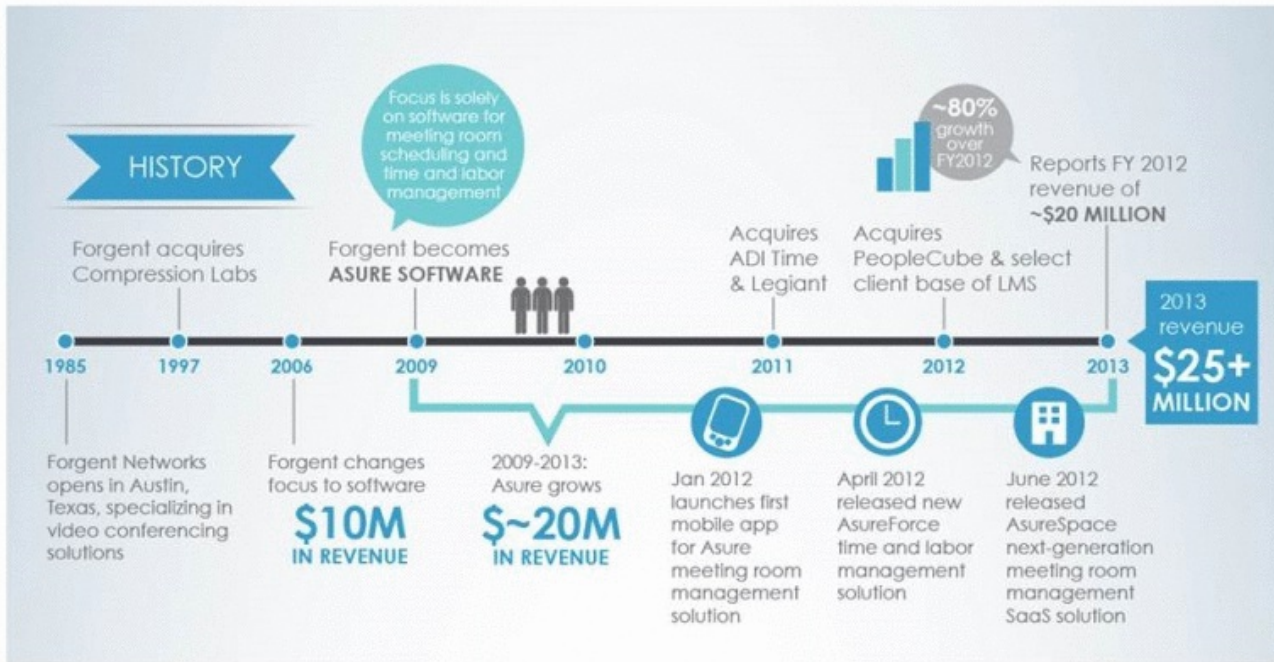 HISTORY
Focus is solely
on software for
meeting room
scheduling and
time and labor
management
~80%
growth
over
FY2012
Reports FY 2012
revenue of
~$20 MILLION
Forgent acquires
Compression Labs
Forgent becomes
ASURE SOFTWARE
Acquires
ADI Time
& Legiant
Acquires
PeopleCube & select
client base of LMS
2013
revenue
$25+
MILLION
1985
1997
2006
2009
2010
2011
2012
2013
Forgent Networks
opens in Austin,
Texas, specializing in
video conferencing
solutions
Forgent changes
focus to software
$10M
IN REVENUE
2009-2013:
Asure grows
$~20M
IN REVENUE
Jan 2012
launches first
mobile app
for Asure
meeting room
management
solution
April 2012
released new
AsureForce
time and labor
management
solution
June 2012
released
AsureSpace
next-generation
meeting room
management
SaaS solution